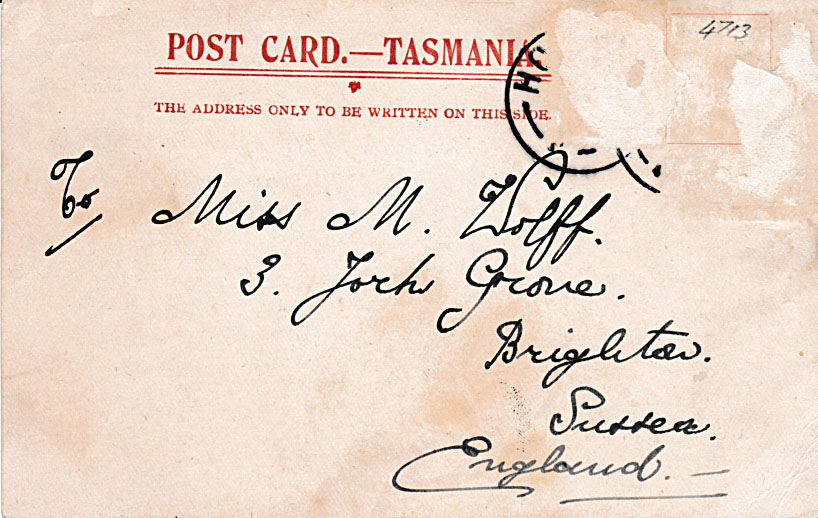 4713
POST CARD.—TASMANIA.
THE ADDRESS ONLY TO BE WRITTEN ON THIS SIDE.
HO
To
Miss M. Wolff.
3. York Grove.
Brighton.
Sussex.
England.